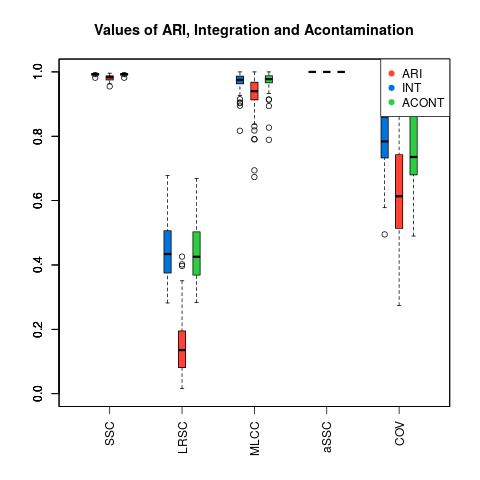 Values of ARI, Integration and Acontamination
ARI
INT
ACONT
1.0
0.8
0.6
0.4
0.2
0.0
SSC
LRSC
MLCC
aSSC
COV